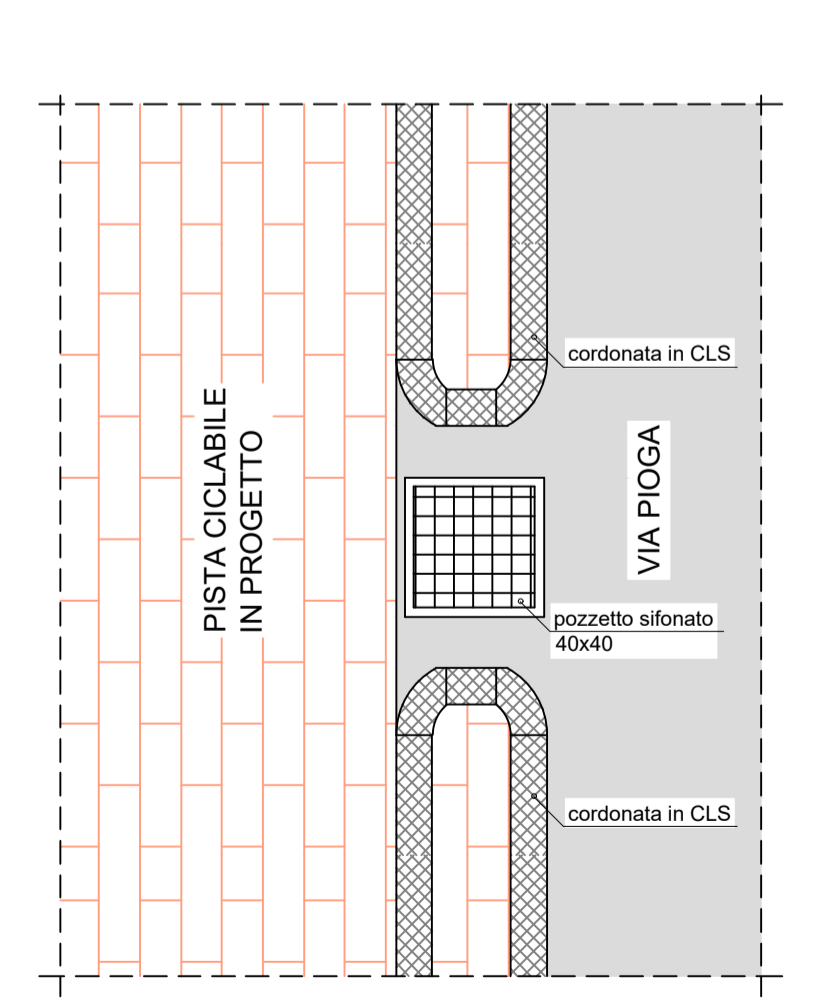 cordonata in CLS
PISTA CICLABILE
IN PROGETTO
VIA PIOGA
pozzetto sifonato
40x40
cordonata in CLS